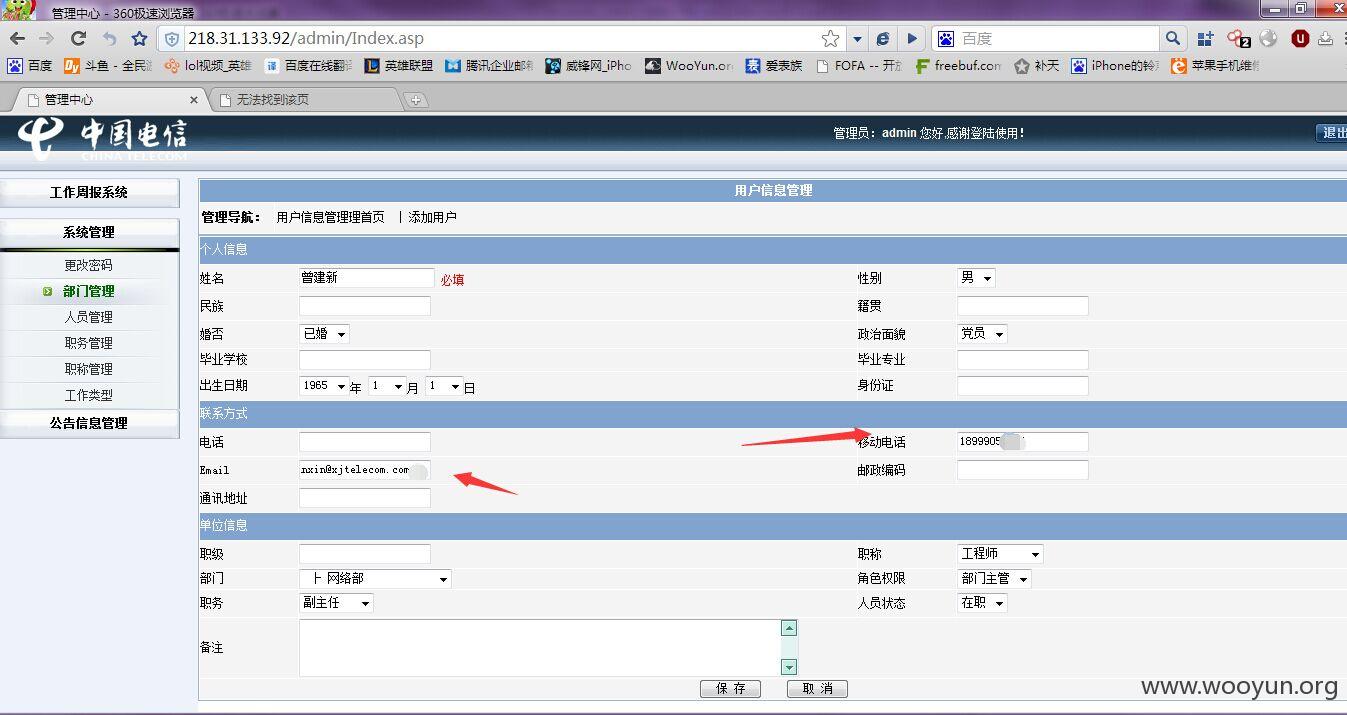 管理中心 - 360极速浏览器
218.31.133.92/admin/Index.asp
百度
百度 斗鱼 - 全民 lol视频_英雄 百度在线翻 英雄联盟 腾讯企业邮 威锋网_iPho WooYun.or 爱表族 FOFA -- 开 freebuf.com 补天 iPhone的铃 苹果手机维
管理中心 无法找到该页
中国电信
CHINA TELECOM
管理员：admin 您好,感谢登陆使用！ 退出
工作周报系统
系统管理
更改密码
部门管理
人员管理
职务管理
职称管理
工作类型
公告信息管理
用户信息管理
管理导航： 用户信息管理理首页 | 添加用户
个人信息
姓名 曾建新 必填 性别 男
民族 籍贯
婚否 已婚 政治面貌 党员
毕业学校 毕业专业
出生日期 1965 年 1 月 1 日 身份证
联系方式
电话 移动电话 1899905
Email nxin@xjtelecom.com 邮政编码
通讯地址
单位信息
职级 职称 工程师
部门 ├ 网络部 角色权限 部门主管
职务 副主任 人员状态 在职
备注
保 存 取 消
www.wooyun.org